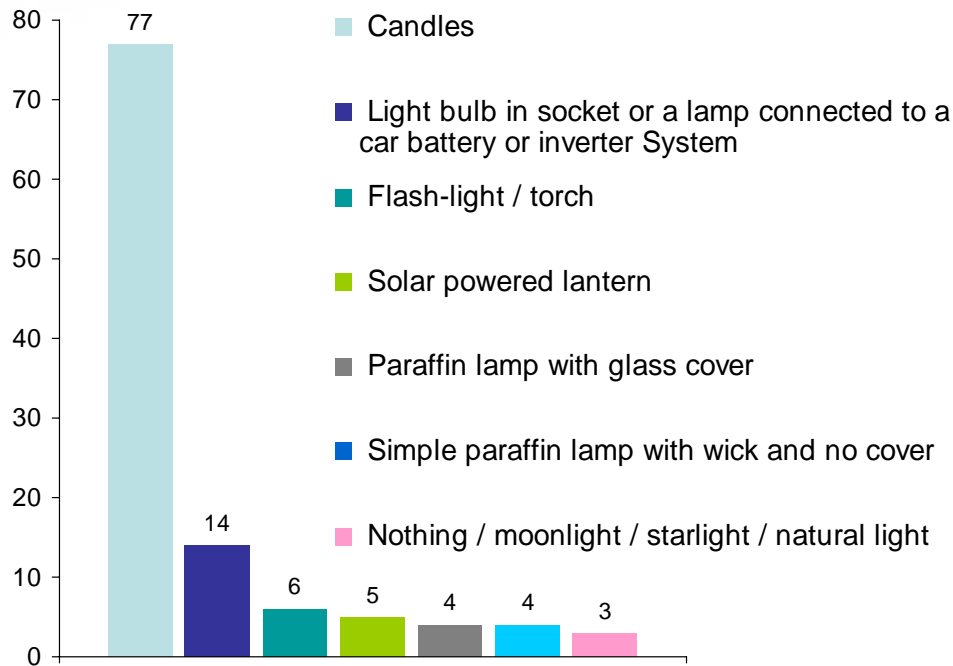 80
70
60
50
40
30
20
10
0
77
14
6
5
4
4
3
Candles
Light bulb in socket or a lamp connected to a
car battery or inverter System
Flash-light / torch
Solar powered lantern
Paraffin lamp with glass cover
Simple paraffin lamp with wick and no cover
Nothing / moonlight / starlight / natural light